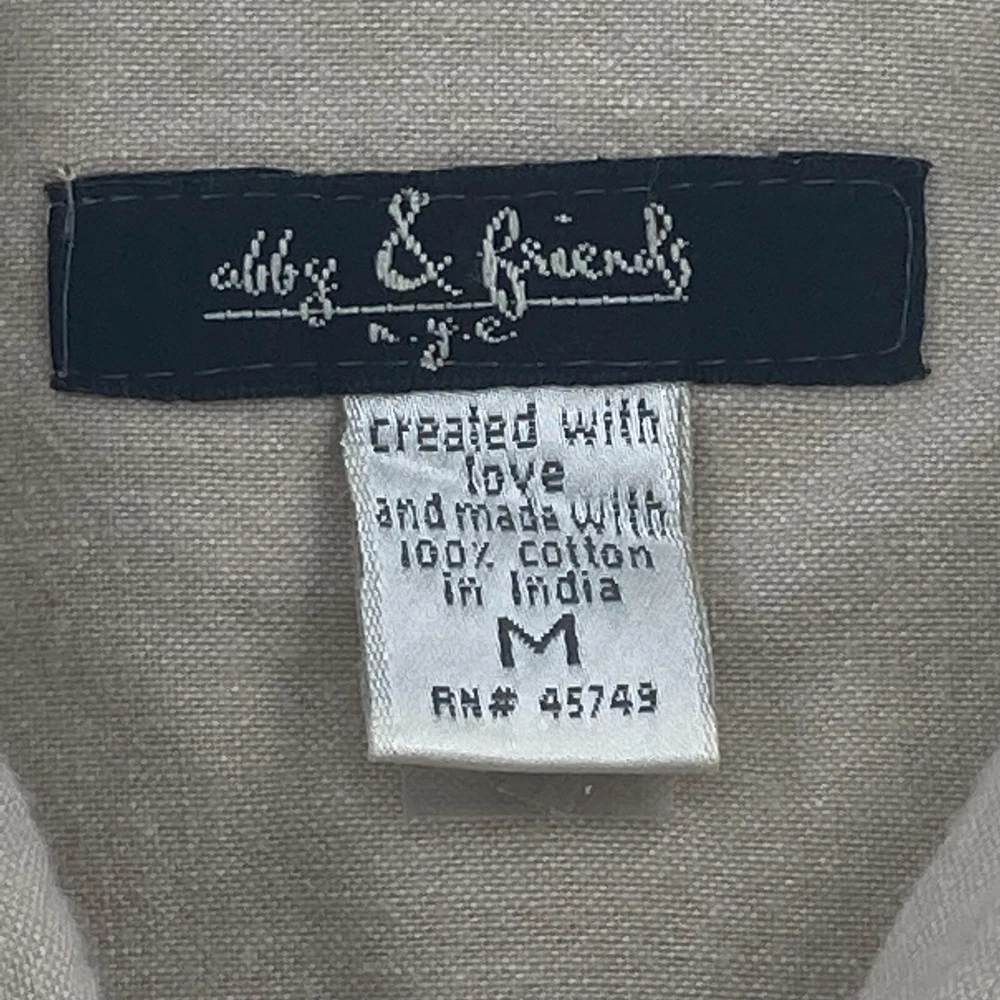 abby & friends
n.y.c.
created with
love
and made with
100% cotton
in India
M
RN# 45749